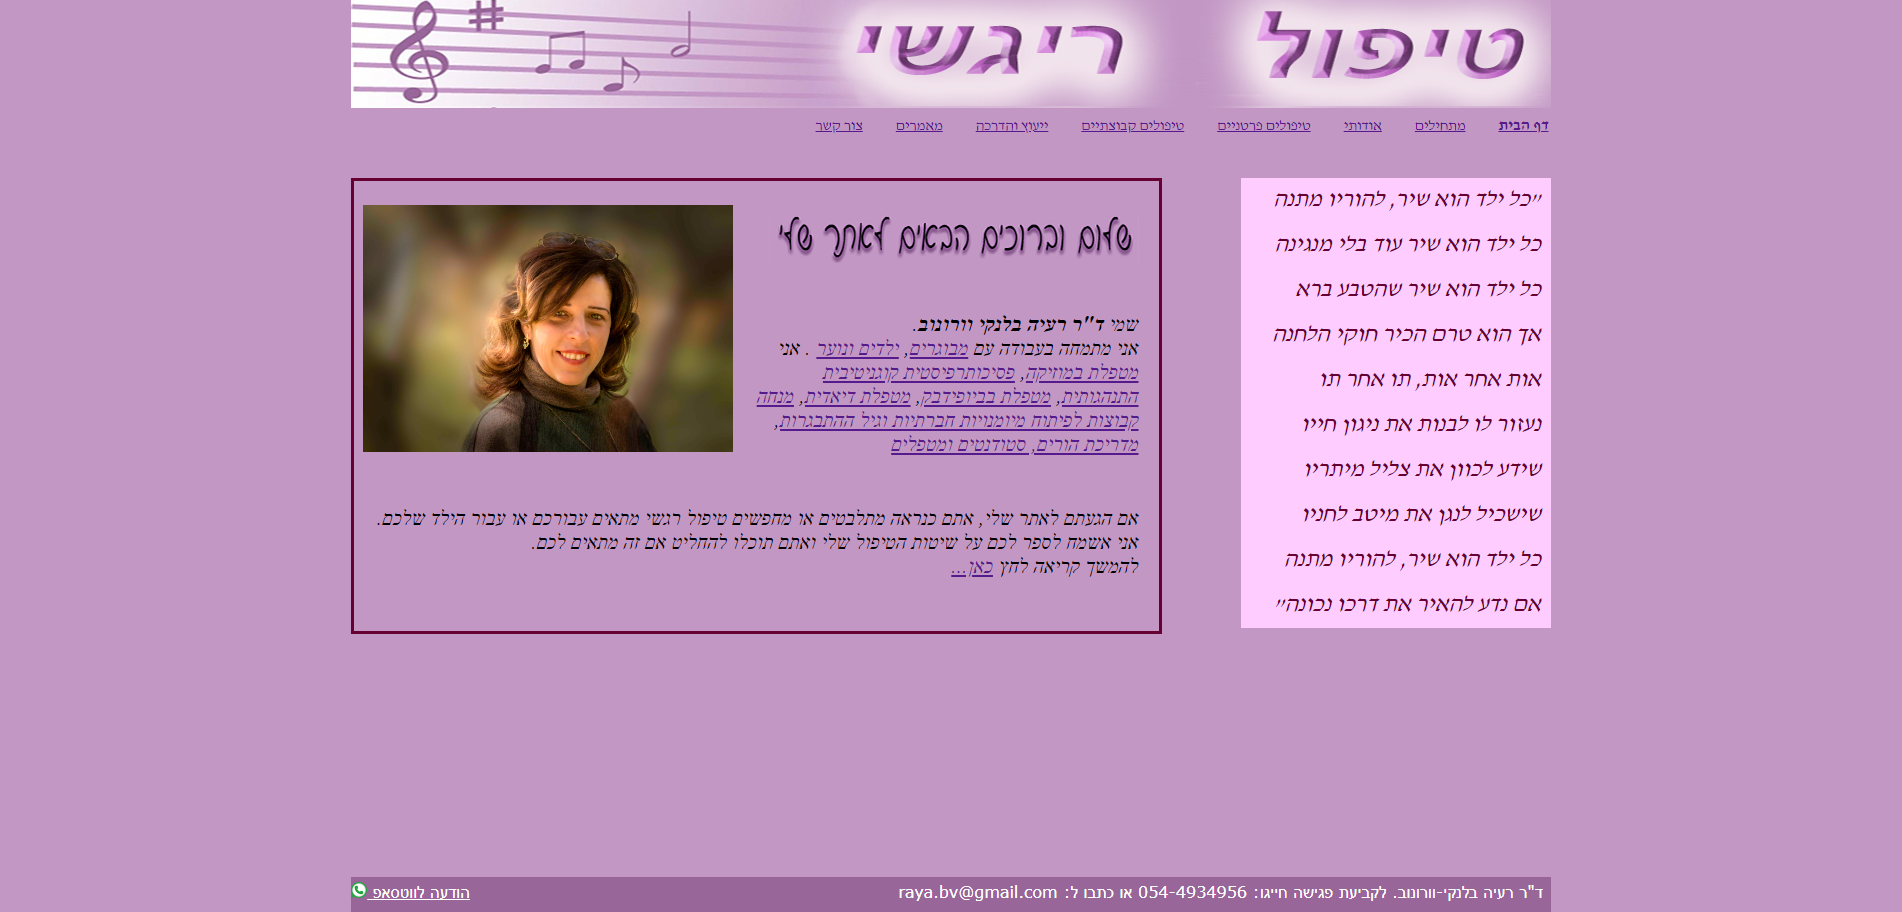 טיפול ריגשי
דף הבית מתחילים אודותי טיפולים פרטניים טיפולים קבוצתיים ייעוץ והדרכה מאמרים צור קשר
״כל ילד הוא שיר, להוריו מתנה
כל ילד הוא שיר עוד בלי מנגינה
כל ילד הוא שיר שהטבע ברא
אך הוא טרם הכיר חוקי הלחנה
אות אחר אות, תו אחר תו
נעזור לו לבנות את ניגון חייו
שידע לכוון את צליל מיתריו
שישכיל לנגן את מיטב לחניו
כל ילד הוא שיר, להוריו מתנה
אם נדע להאיר את דרכו נכונה״
שלום וברוכים הבאים לאתר שלי
שמי ד"ר רעיה בלנקי וורונוב.
אני מתמחה בעבודה עם מבוגרים, ילדים ונוער . אני
מטפלת במוזיקה, פסיכותרפיסטית קוגניטיבית
התנהגותית, מטפלת בביופידבק, מטפלת דיאדית, מנחה
קבוצות לפיתוח מיומנויות חברתיות וגיל ההתבגרות,
מדריכת הורים, סטודנטים ומטפלים
אם הגעתם לאתר שלי, אתם כנראה מתלבטים או מחפשים טיפול רגשי מתאים עבורכם או עבור הילד שלכם.
אני אשמח לספר לכם על שיטות הטיפול שלי ואתם תוכלו להחליט אם זה מתאים לכם.
להמשך קריאה לחץ כאן...
ד"ר רעיה בלנקי-וורונוב. לקביעת פגישה חייגו: 054-4934956 או כתבו ל: raya.bv@gmail.com
הודעה לווטסאפ